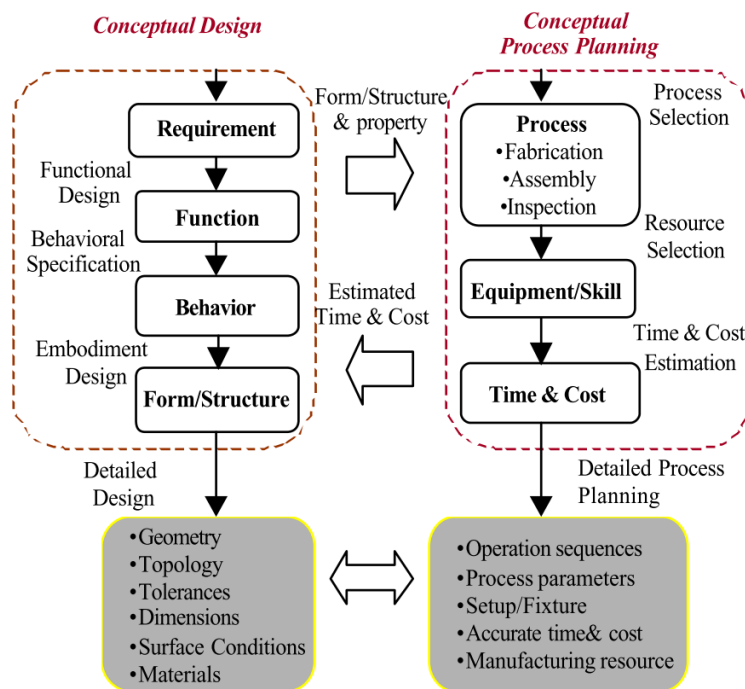 Conceptual Design
Requirement
Functional
Design
Function
Behavioral
Specification
Behavior
Embodiment
Design
Form/Structure
Detailed
Design
•Geometry
•Topology
•Tolerances
•Dimensions
•Surface Conditions
•Materials
Form/Structure
& property
Estimated
Time & Cost
Conceptual
Process Planning
Process
Selection
Process
•Fabrication
•Assembly
•Inspection
Resource
Selection
Equipment/Skill
Time & Cost
Estimation
Time & Cost
Detailed Process
Planning
•Operation sequences
•Process parameters
•Setup/Fixture
•Accurate time& cost
•Manufacturing resource